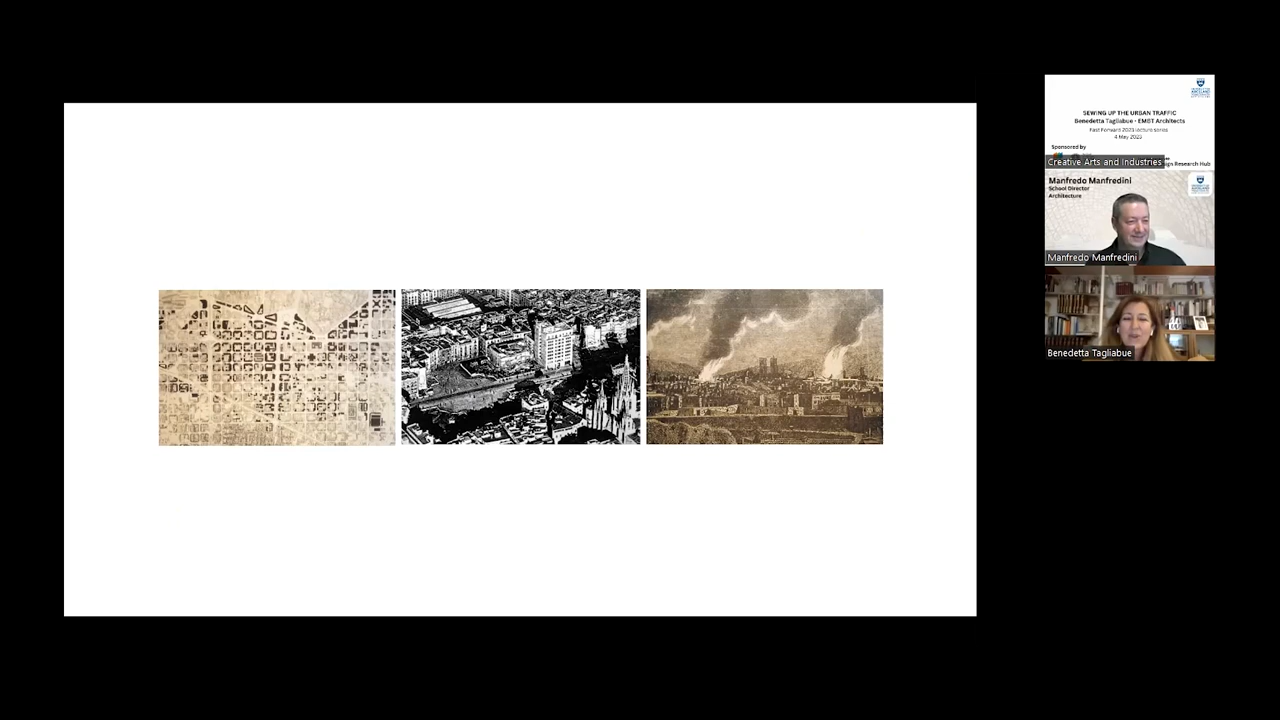 SEWING UP THE URBAN TRAFFIC
Benedetta Tagliabue - EMBT Architects
Fast Forward 2023 lecture series
4 May 2023
Sponsored by
Creative Arts and Industries
ign Research Hub
Manfredo Manfredini
School Director
Architecture
Manfredo Manfredini
Benedetta Tagliabue